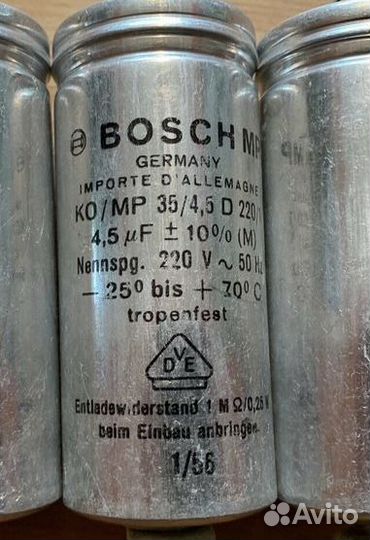 BOSCH MP
GERMANY
IMPORTE D'ALLEMAGNE
KO/MP 35/4,5 D 220/
4,5 µF ± 10% (M)
Nennspg. 220 V ~ 50 Hz
– 25° bis + 70° C
tropenfest
DVE
Entladewiderstand 1 MΩ/0,25 W
beim Einbau anbringen.
1/56
Avito